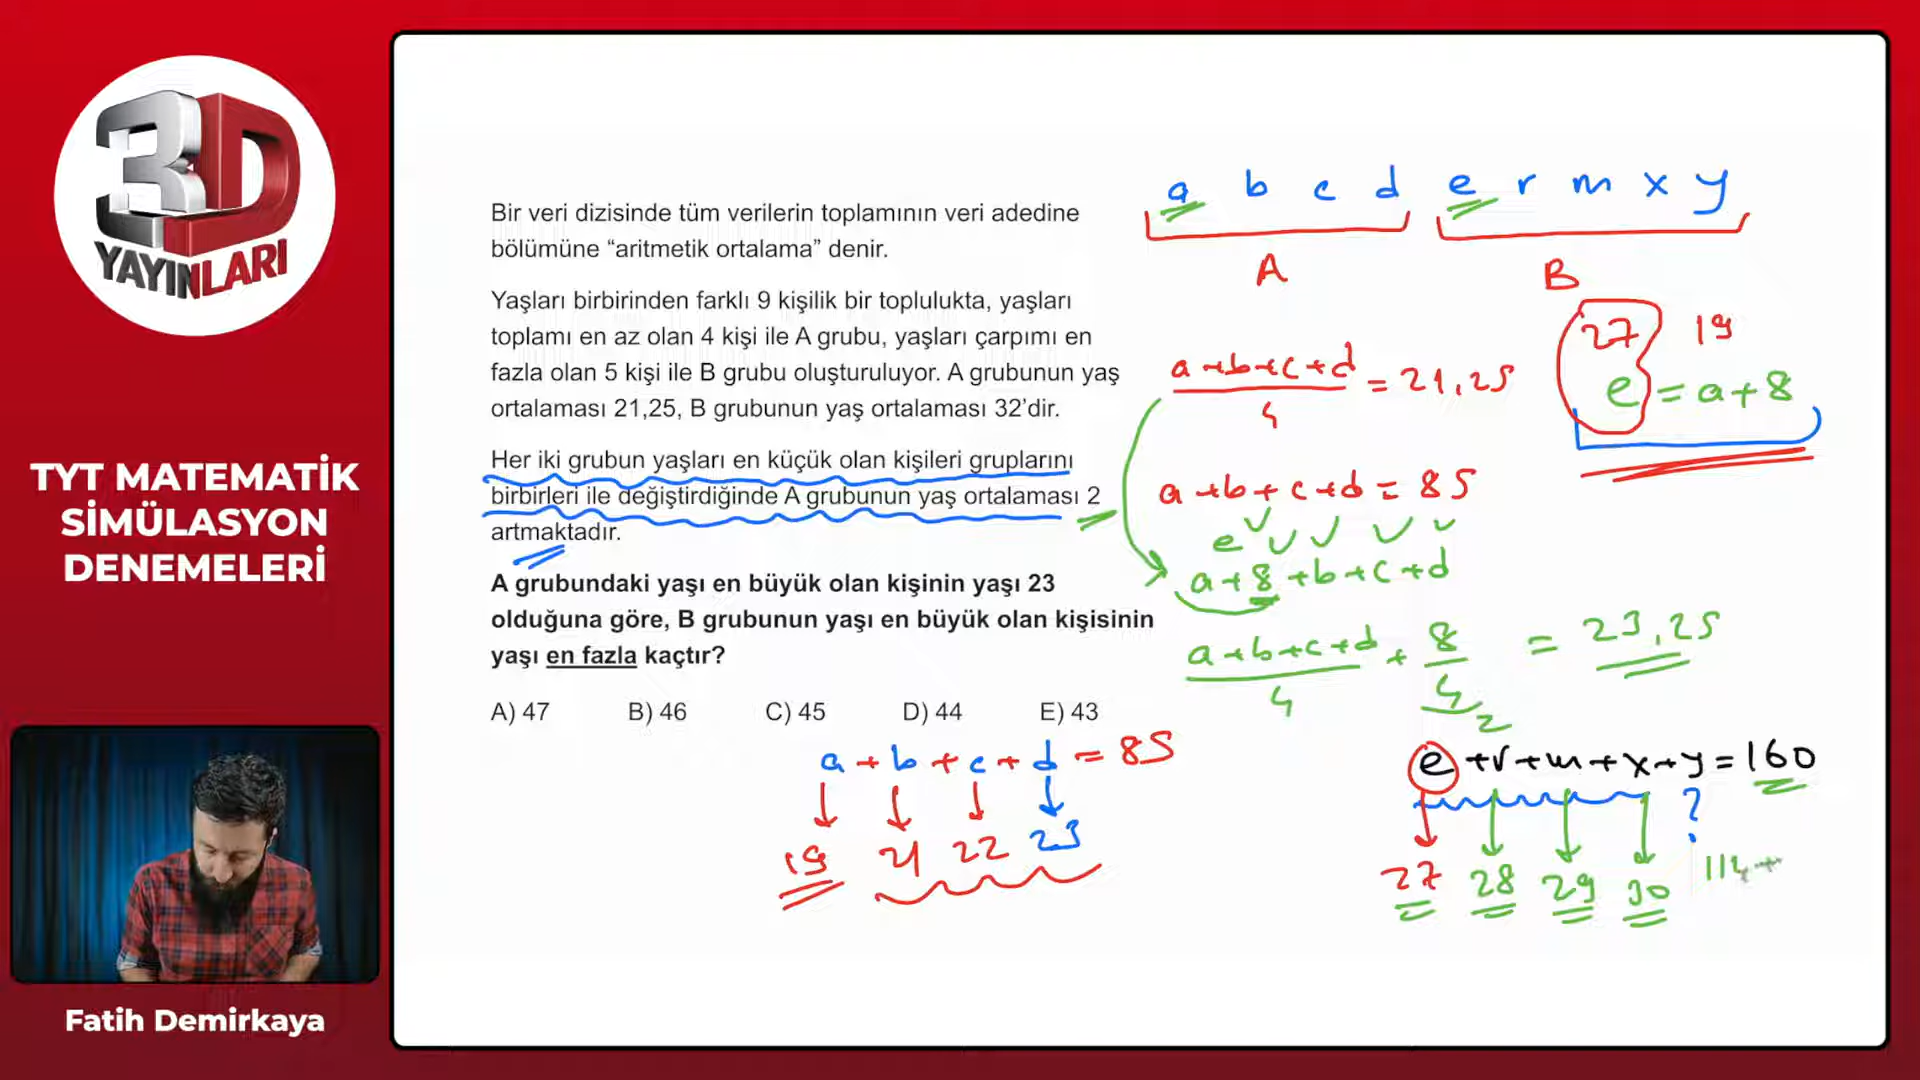 3D
YAYINLARI
TYT MATEMATİK
SİMÜLASYON
DENEMELERİ
Fatih Demirkaya
Bir veri dizisinde tüm verilerin toplamının veri adedine
bölümüne “aritmetik ortalama” denir.
Yaşları birbirinden farklı 9 kişilik bir toplulukta, yaşları
toplamı en az olan 4 kişi ile A grubu, yaşları çarpımı en
fazla olan 5 kişi ile B grubu oluşturuluyor. A grubunun yaş
ortalaması 21,25, B grubunun yaş ortalaması 32’dir.
Her iki grubun yaşları en küçük olan kişileri gruplarını
birbirleri ile değiştirdiğinde A grubunun yaş ortalaması 2
artmaktadır.
A grubundaki yaşı en büyük olan kişinin yaşı 23
olduğuna göre, B grubunun yaşı en büyük olan kişisinin
yaşı en fazla kaçtır?
A) 47 B) 46 C) 45 D) 44 E) 43
a + b + c + d = 85
19 21 22 23
a b c d e r m x y
A B
27 19
e = a + 8
a+b+c+d / 4 = 21,25
a+b+c+d = 85
e
a+8+b+c+d
a+b+c+d / 4 + 8 / 4 = 23,25
2
e+r+m+x+y = 160
?
27 28 29 30